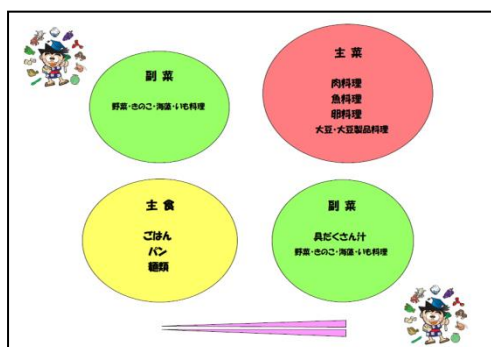 副菜
野菜・きのこ・海藻・いも料理
主菜
肉料理
魚料理
卵料理
大豆・大豆製品料理
主食
ごはん
パン
麺類
副菜
具だくさん汁
野菜・きのこ・海藻・いも料理